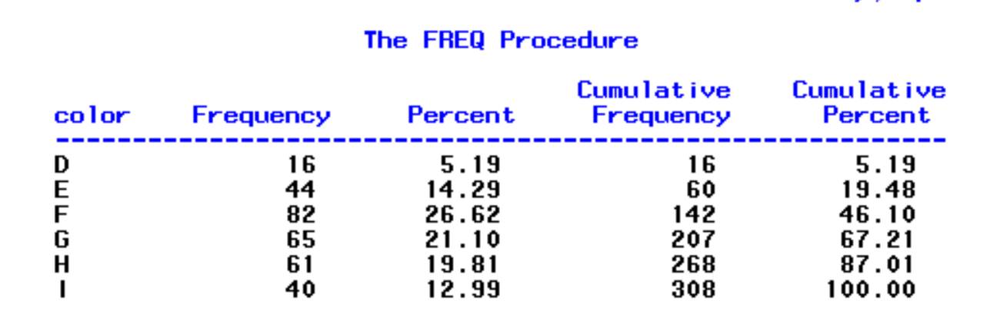 The FREQ Procedure
Cumulative Cumulative
color Frequency Percent Frequency Percent
----------------------------------------------------------
D 16 5.19 16 5.19
E 44 14.29 60 19.48
F 82 26.62 142 46.10
G 65 21.10 207 67.21
H 61 19.81 268 87.01
I 40 12.99 308 100.00